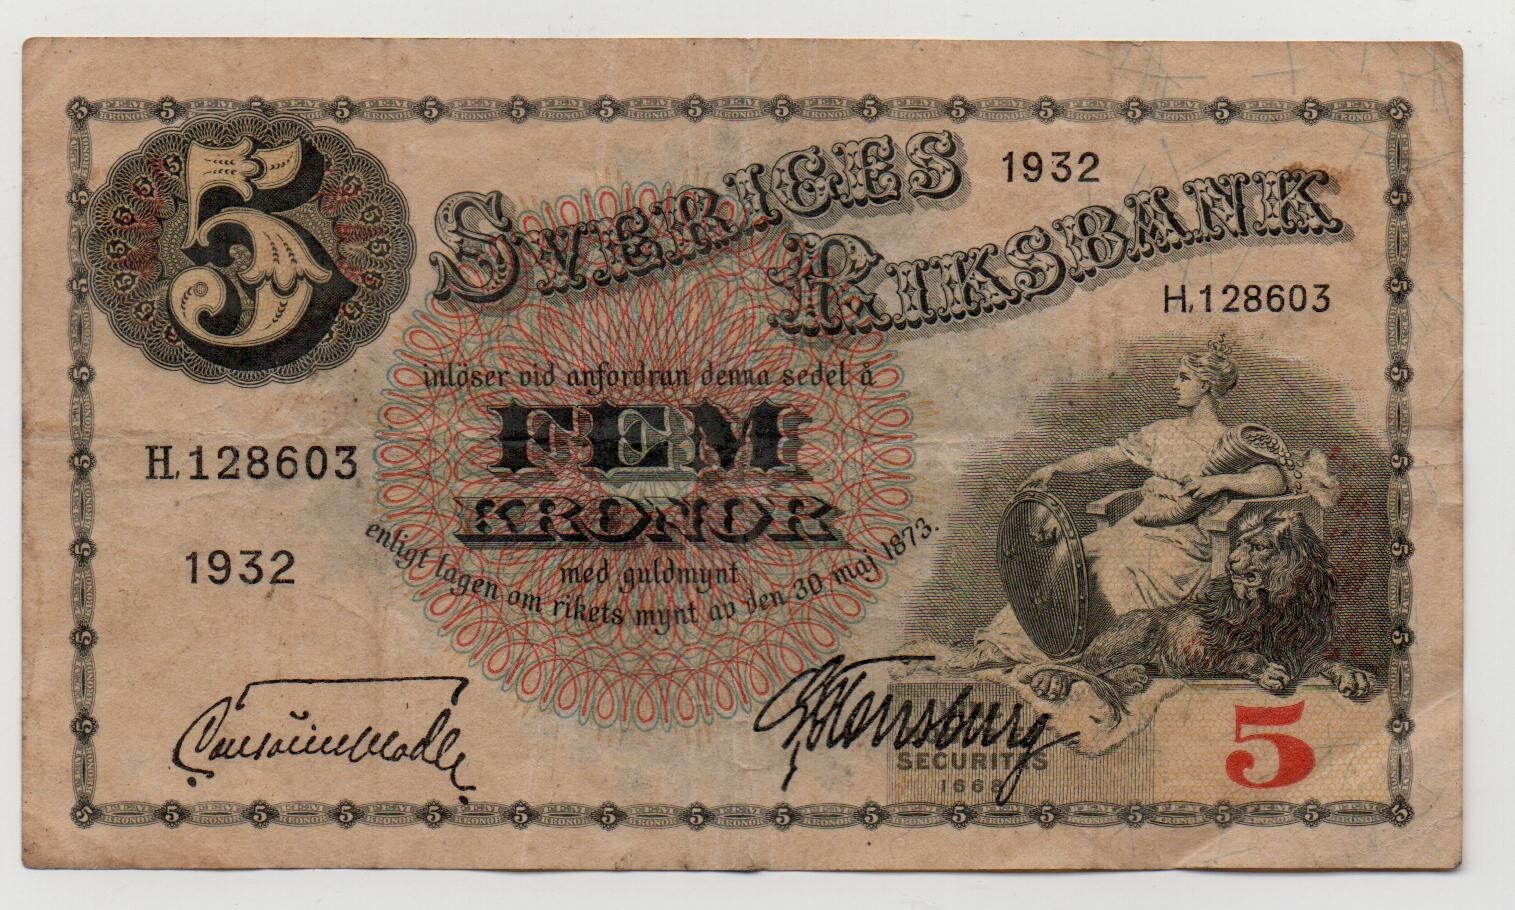 5
SVERIGES
1932
RIKSBANK
H,128603
inlöser vid anfordran denna sedel å
FEM
H,128603
KRONOR
med guldmynt
enligt lagen om rikets mynt av den 30 maj 1873.
1932
SECURITAS
1668
5